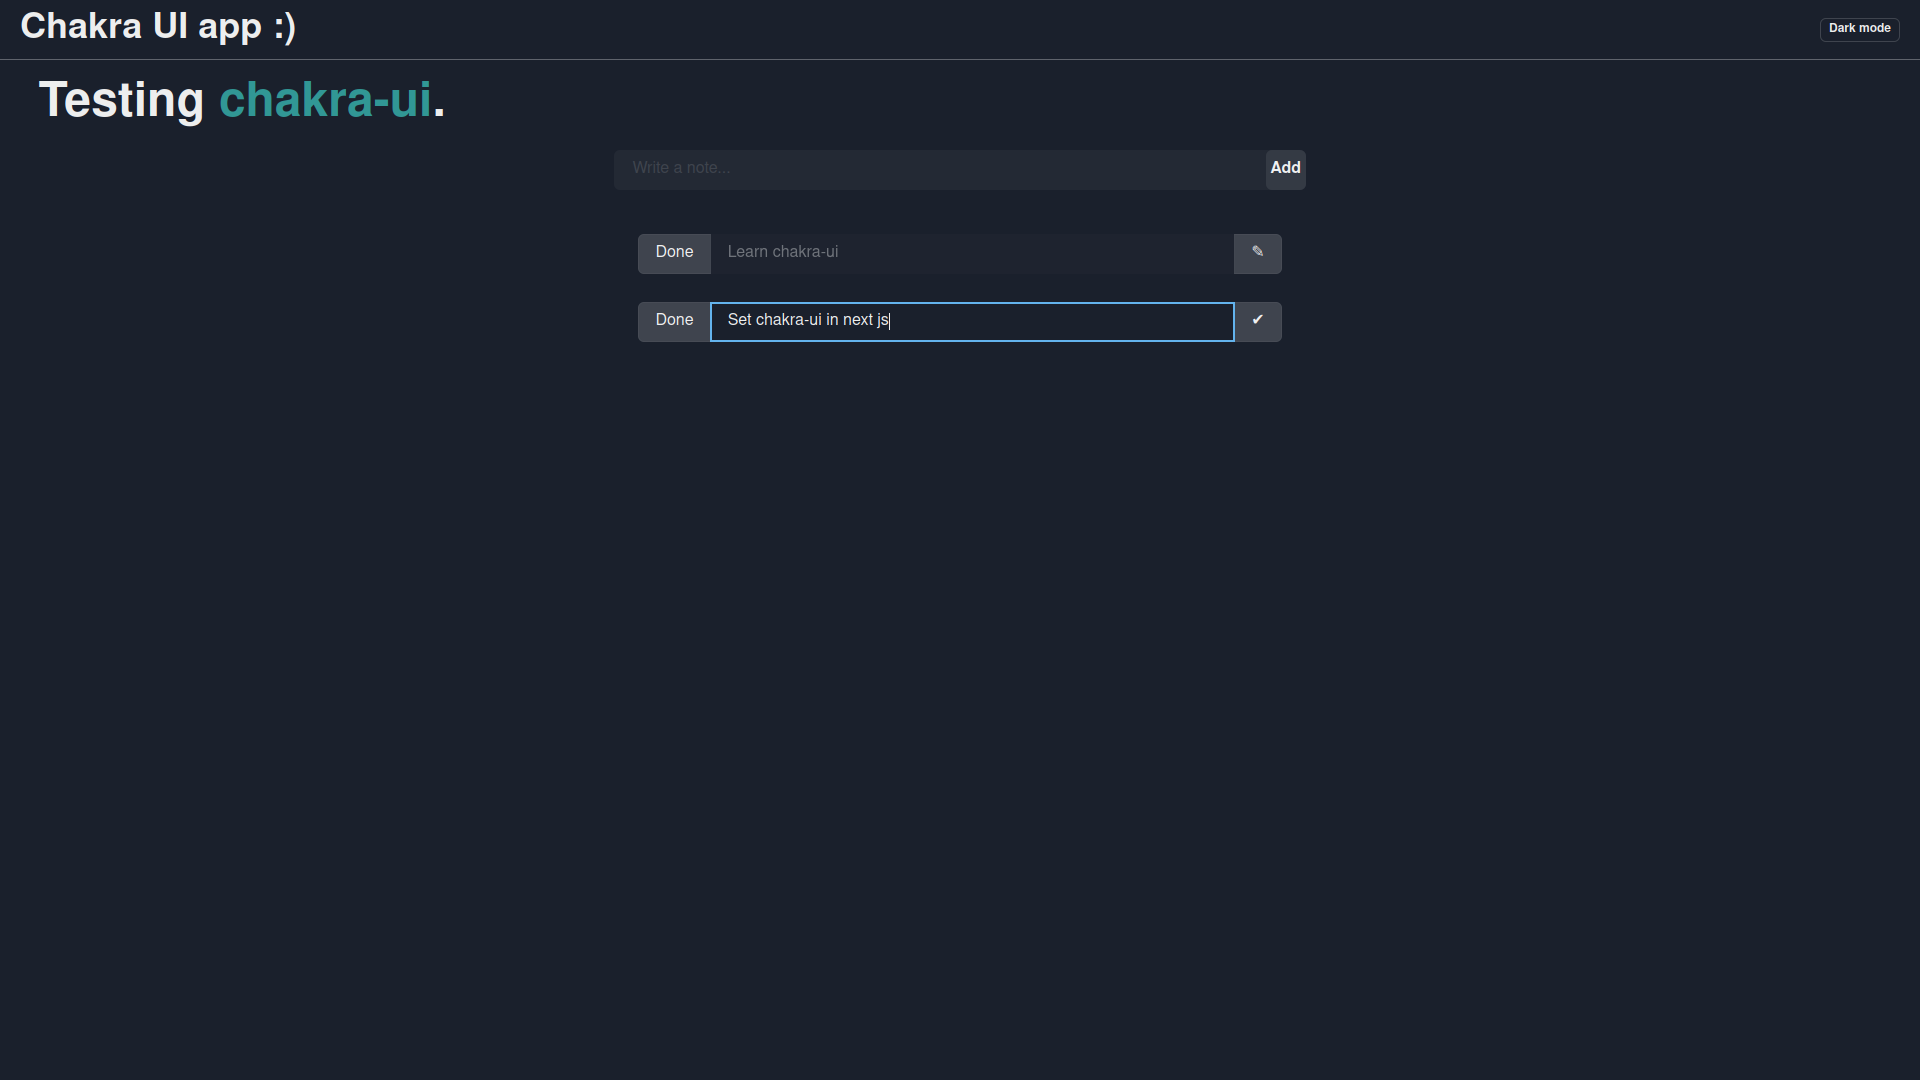 Chakra UI app :)
Dark mode
Testing chakra-ui.
Write a note...
Add
Done
Learn chakra-ui
✎
Done
Set chakra-ui in next js
✔